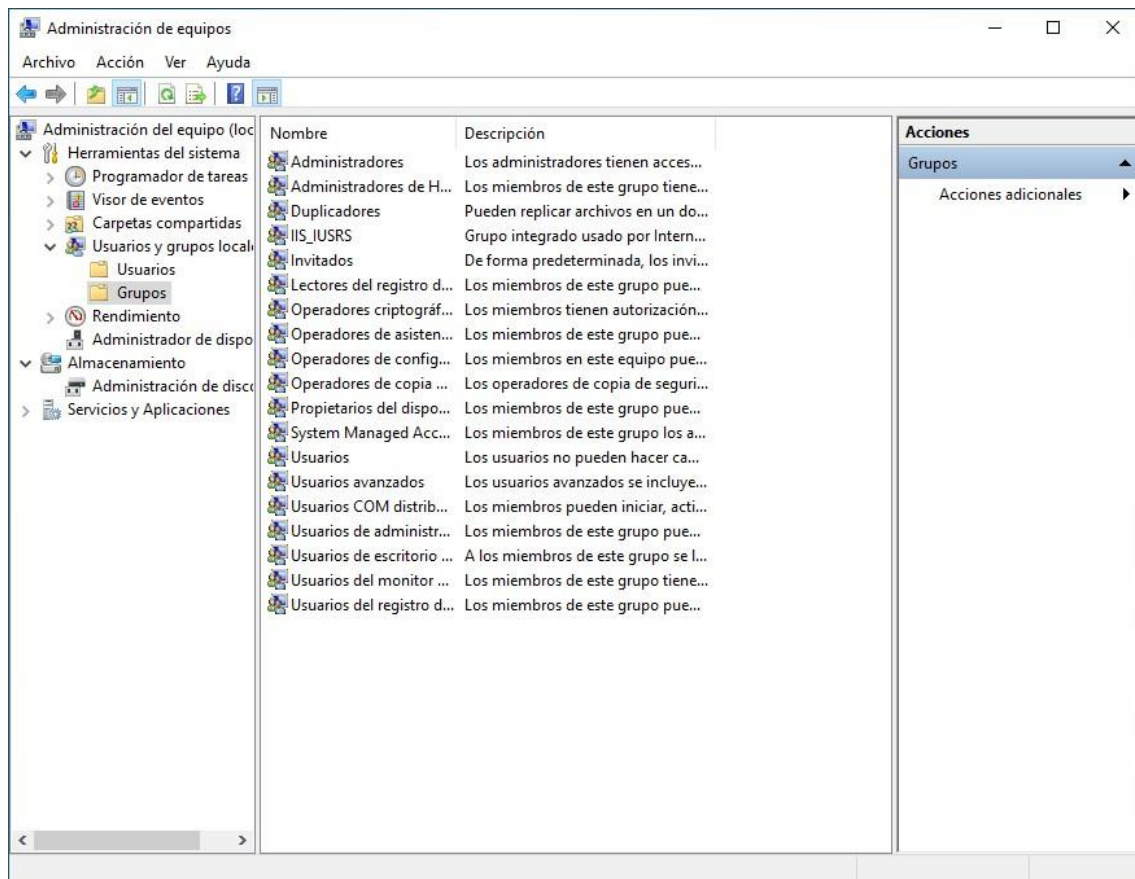 Administración de equipos
Archivo Acción Ver Ayuda
Administración del equipo (loc
Herramientas del sistema
Programador de tareas
Visor de eventos
Carpetas compartidas
Usuarios y grupos locale
Usuarios
Grupos
Rendimiento
Administrador de dispo
Almacenamiento
Administración de disco
Servicios y Aplicaciones
Nombre Descripción
Administradores Los administradores tienen acces...
Administradores de H... Los miembros de este grupo tiene...
Duplicadores Pueden replicar archivos en un do...
IIS_IUSRS Grupo integrado usado por Intern...
Invitados De forma predeterminada, los invi...
Lectores del registro d... Los miembros de este grupo pue...
Operadores criptográf... Los miembros tienen autorización...
Operadores de asisten... Los miembros de este grupo pue...
Operadores de config... Los miembros en este equipo pue...
Operadores de copia ... Los operadores de copia de seguri...
Propietarios del dispo... Los miembros de este grupo pue...
System Managed Acc... Los miembros de este grupo los a...
Usuarios Los usuarios no pueden hacer ca...
Usuarios avanzados Los usuarios avanzados se incluye...
Usuarios COM distrib... Los miembros pueden iniciar, acti...
Usuarios de administr... Los miembros de este grupo pue...
Usuarios de escritorio ... A los miembros de este grupo se l...
Usuarios del monitor ... Los miembros de este grupo tiene...
Usuarios del registro d... Los miembros de este grupo pue...
Acciones
Grupos
Acciones adicionales